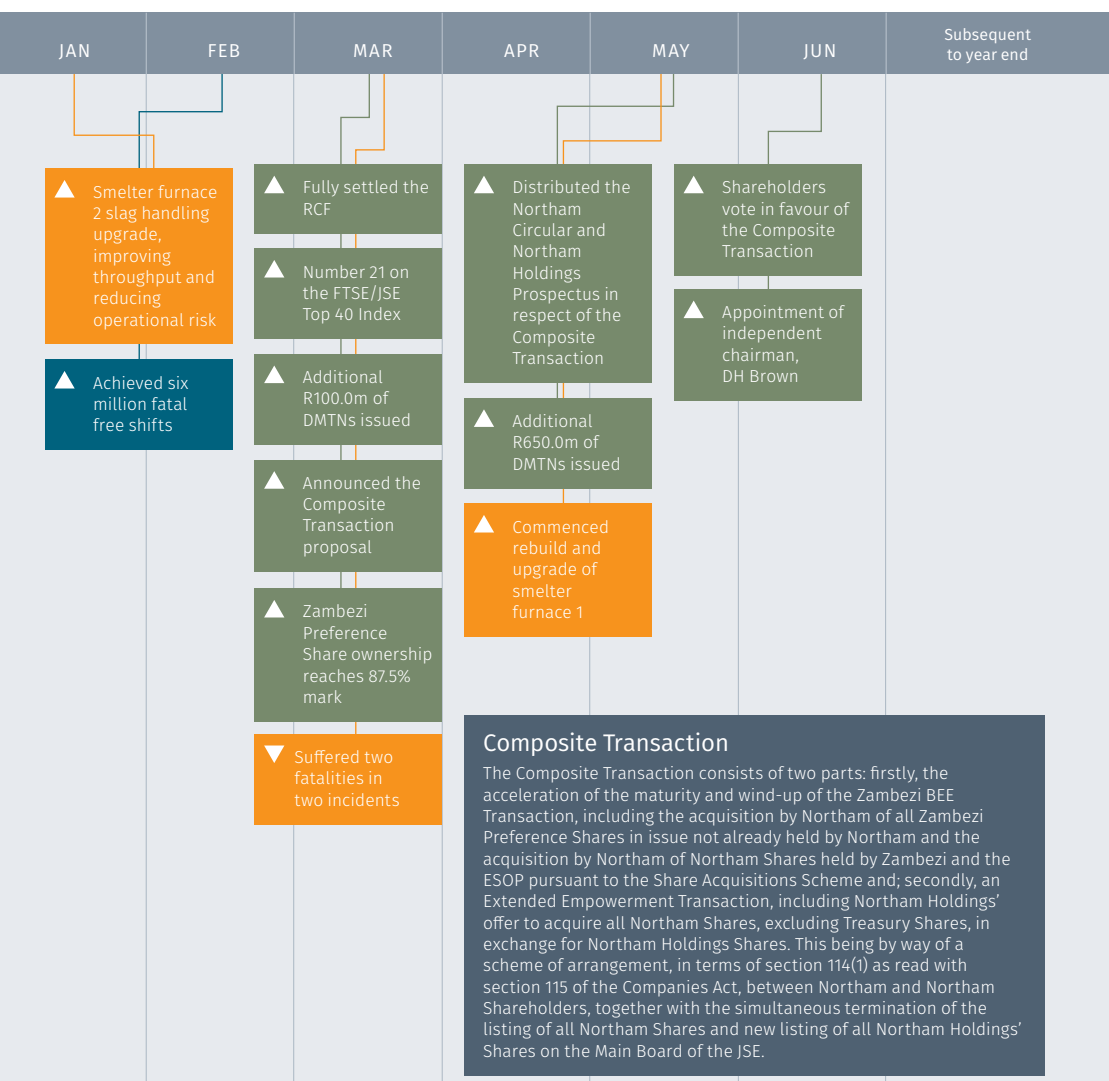 JAN
FEB
MAR
APR
MAY
JUN
Subsequent
to year end
Smelter furnace
2 slag handling
upgrade,
improving
throughput and
reducing
operational risk
Achieved six
million fatal
free shifts
Fully settled the
RCF
Number 21 on
the FTSE/JSE
Top 40 Index
Additional
R100.0m of
DMTNs issued
Announced the
Composite
Transaction
proposal
Zambezi
Preference
Share ownership
reaches 87.5%
mark
Suffered two
fatalities in
two incidents
Distributed the
Northam
Circular and
Northam
Holdings
Prospectus in
respect of the
Composite
Transaction
Additional
R650.0m of
DMTNs issued
Commenced
rebuild and
upgrade of
smelter
furnace 1
Shareholders
vote in favour of
the Composite
Transaction
Appointment of
independent
chairman,
DH Brown
Composite Transaction
The Composite Transaction consists of two parts: firstly, the
acceleration of the maturity and wind-up of the Zambezi BEE
Transaction, including the acquisition by Northam of all Zambezi
Preference Shares in issue not already held by Northam and the
acquisition by Northam of Northam Shares held by Zambezi and the
ESOP pursuant to the Share Acquisitions Scheme and; secondly, an
Extended Empowerment Transaction, including Northam Holdings’
offer to acquire all Northam Shares, excluding Treasury Shares, in
exchange for Northam Holdings Shares. This being by way of a
scheme of arrangement, in terms of section 114(1) as read with
section 115 of the Companies Act, between Northam and Northam
Shareholders, together with the simultaneous termination of the
listing of all Northam Shares and new listing of all Northam Holdings’
Shares on the Main Board of the JSE.